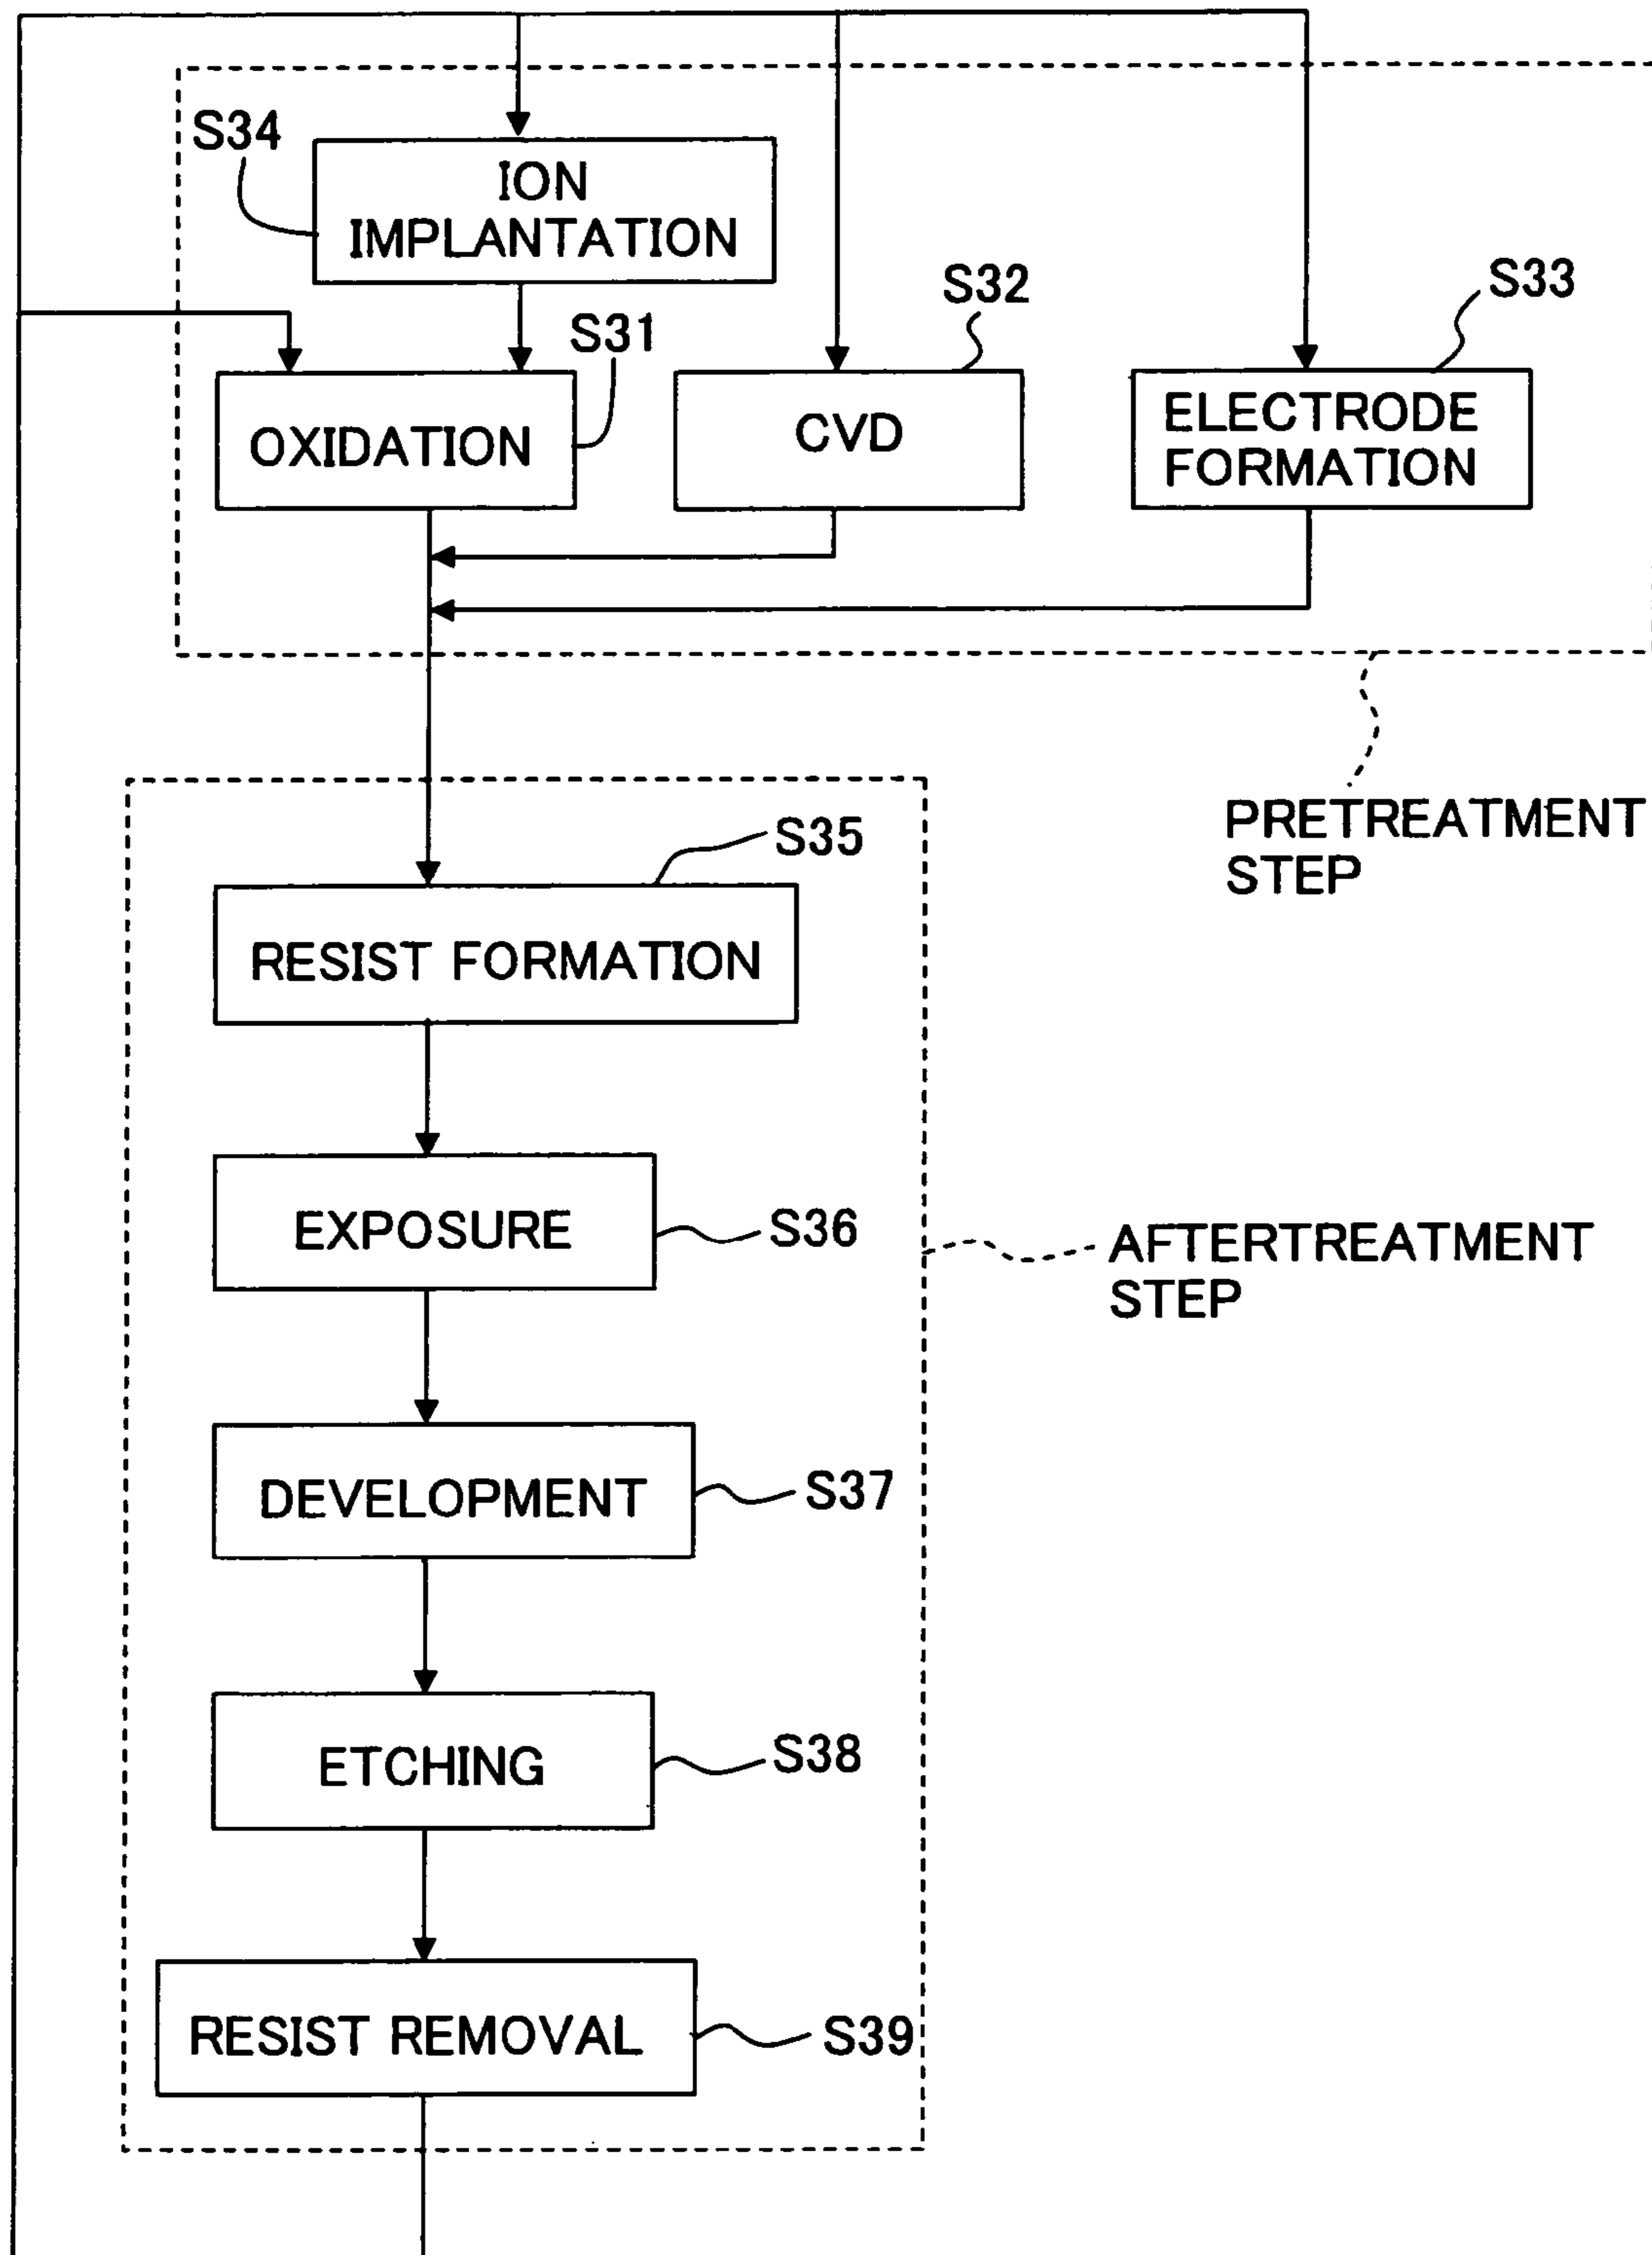 S34
ION
IMPLANTATION
S31
OXIDATION
S32
CVD
S33
ELECTRODE
FORMATION
PRETREATMENT
STEP
S35
RESIST FORMATION
EXPOSURE
S36
AFTERTREATMENT
STEP
DEVELOPMENT
S37
ETCHING
S38
RESIST REMOVAL
S39